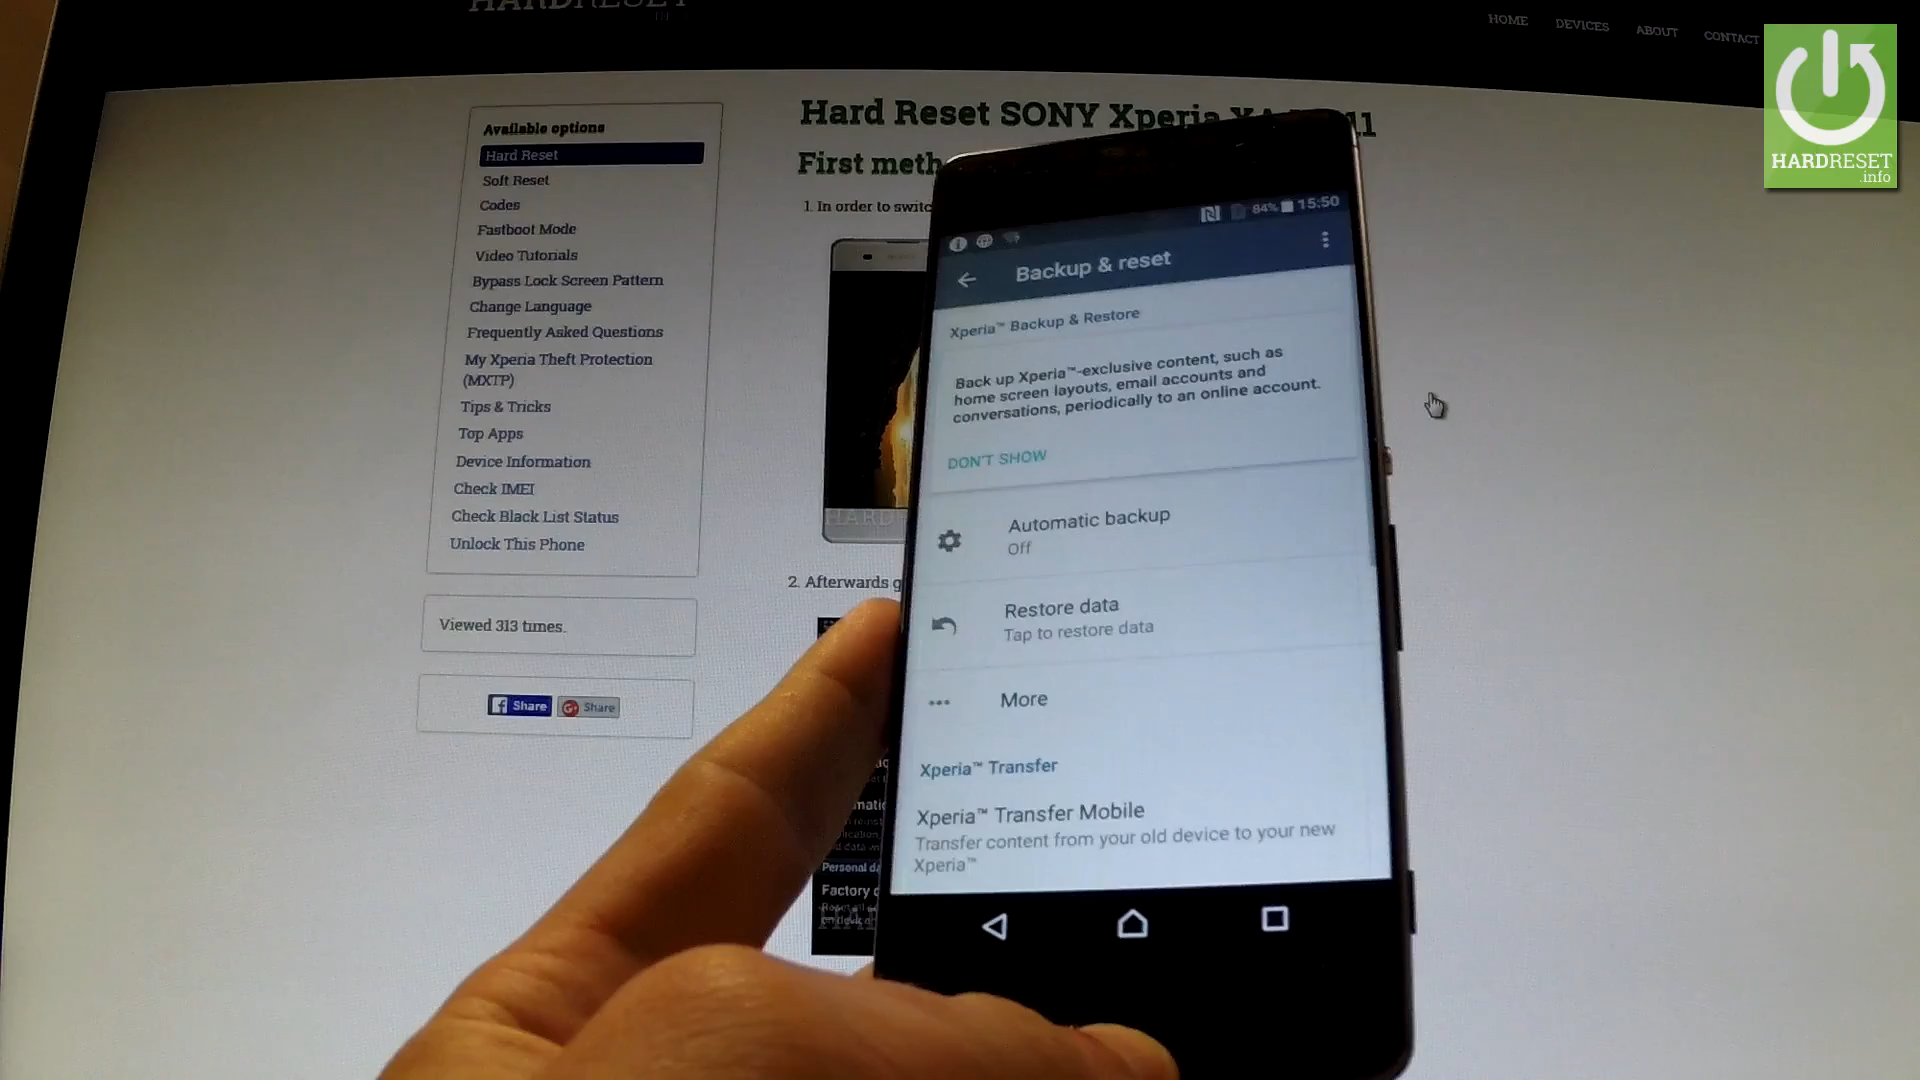 HARDRESET
HOME DEVICES ABOUT CONTACT
HARDRESET
.info
Available options
Hard Reset
Soft Reset
Codes
Fastboot Mode
Video Tutorials
Bypass Lock Screen Pattern
Change Language
Frequently Asked Questions
My Xperia Theft Protection
(MXTP)
Tips & Tricks
Top Apps
Device Information
Check IMEI
Check Black List Status
Unlock This Phone
Viewed 313 times.
Share
Share
Hard Reset SONY Xperia XA
First meth
1. In order to switc
2. Afterwards g
Personal da
Factory d
84% 15:50
Backup & reset
Xperia™ Backup & Restore
Back up Xperia™-exclusive content, such as
home screen layouts, email accounts and
conversations, periodically to an online account.
DON'T SHOW
Automatic backup
Off
Restore data
Tap to restore data
More
Xperia™ Transfer
Xperia™ Transfer Mobile
Transfer content from your old device to your new
Xperia™